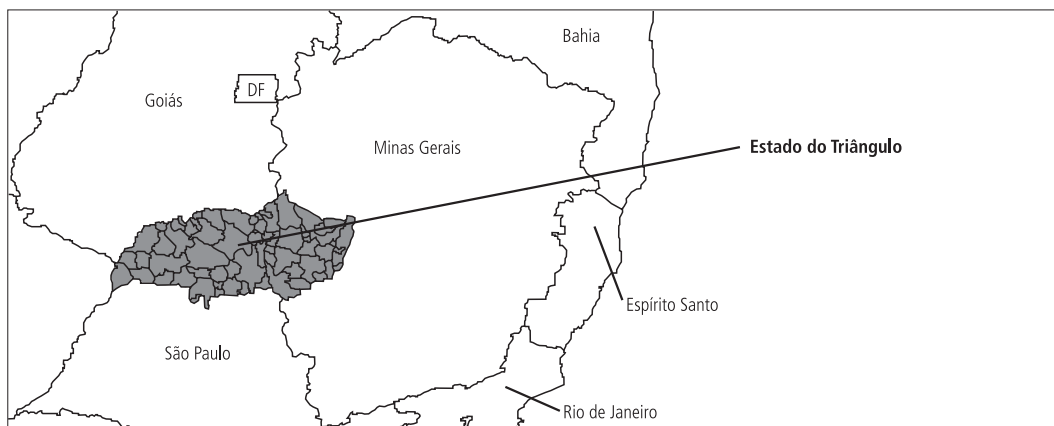 Bahia
DF
Goiás
Minas Gerais
Estado do Triângulo
Espírito Santo
São Paulo
Rio de Janeiro